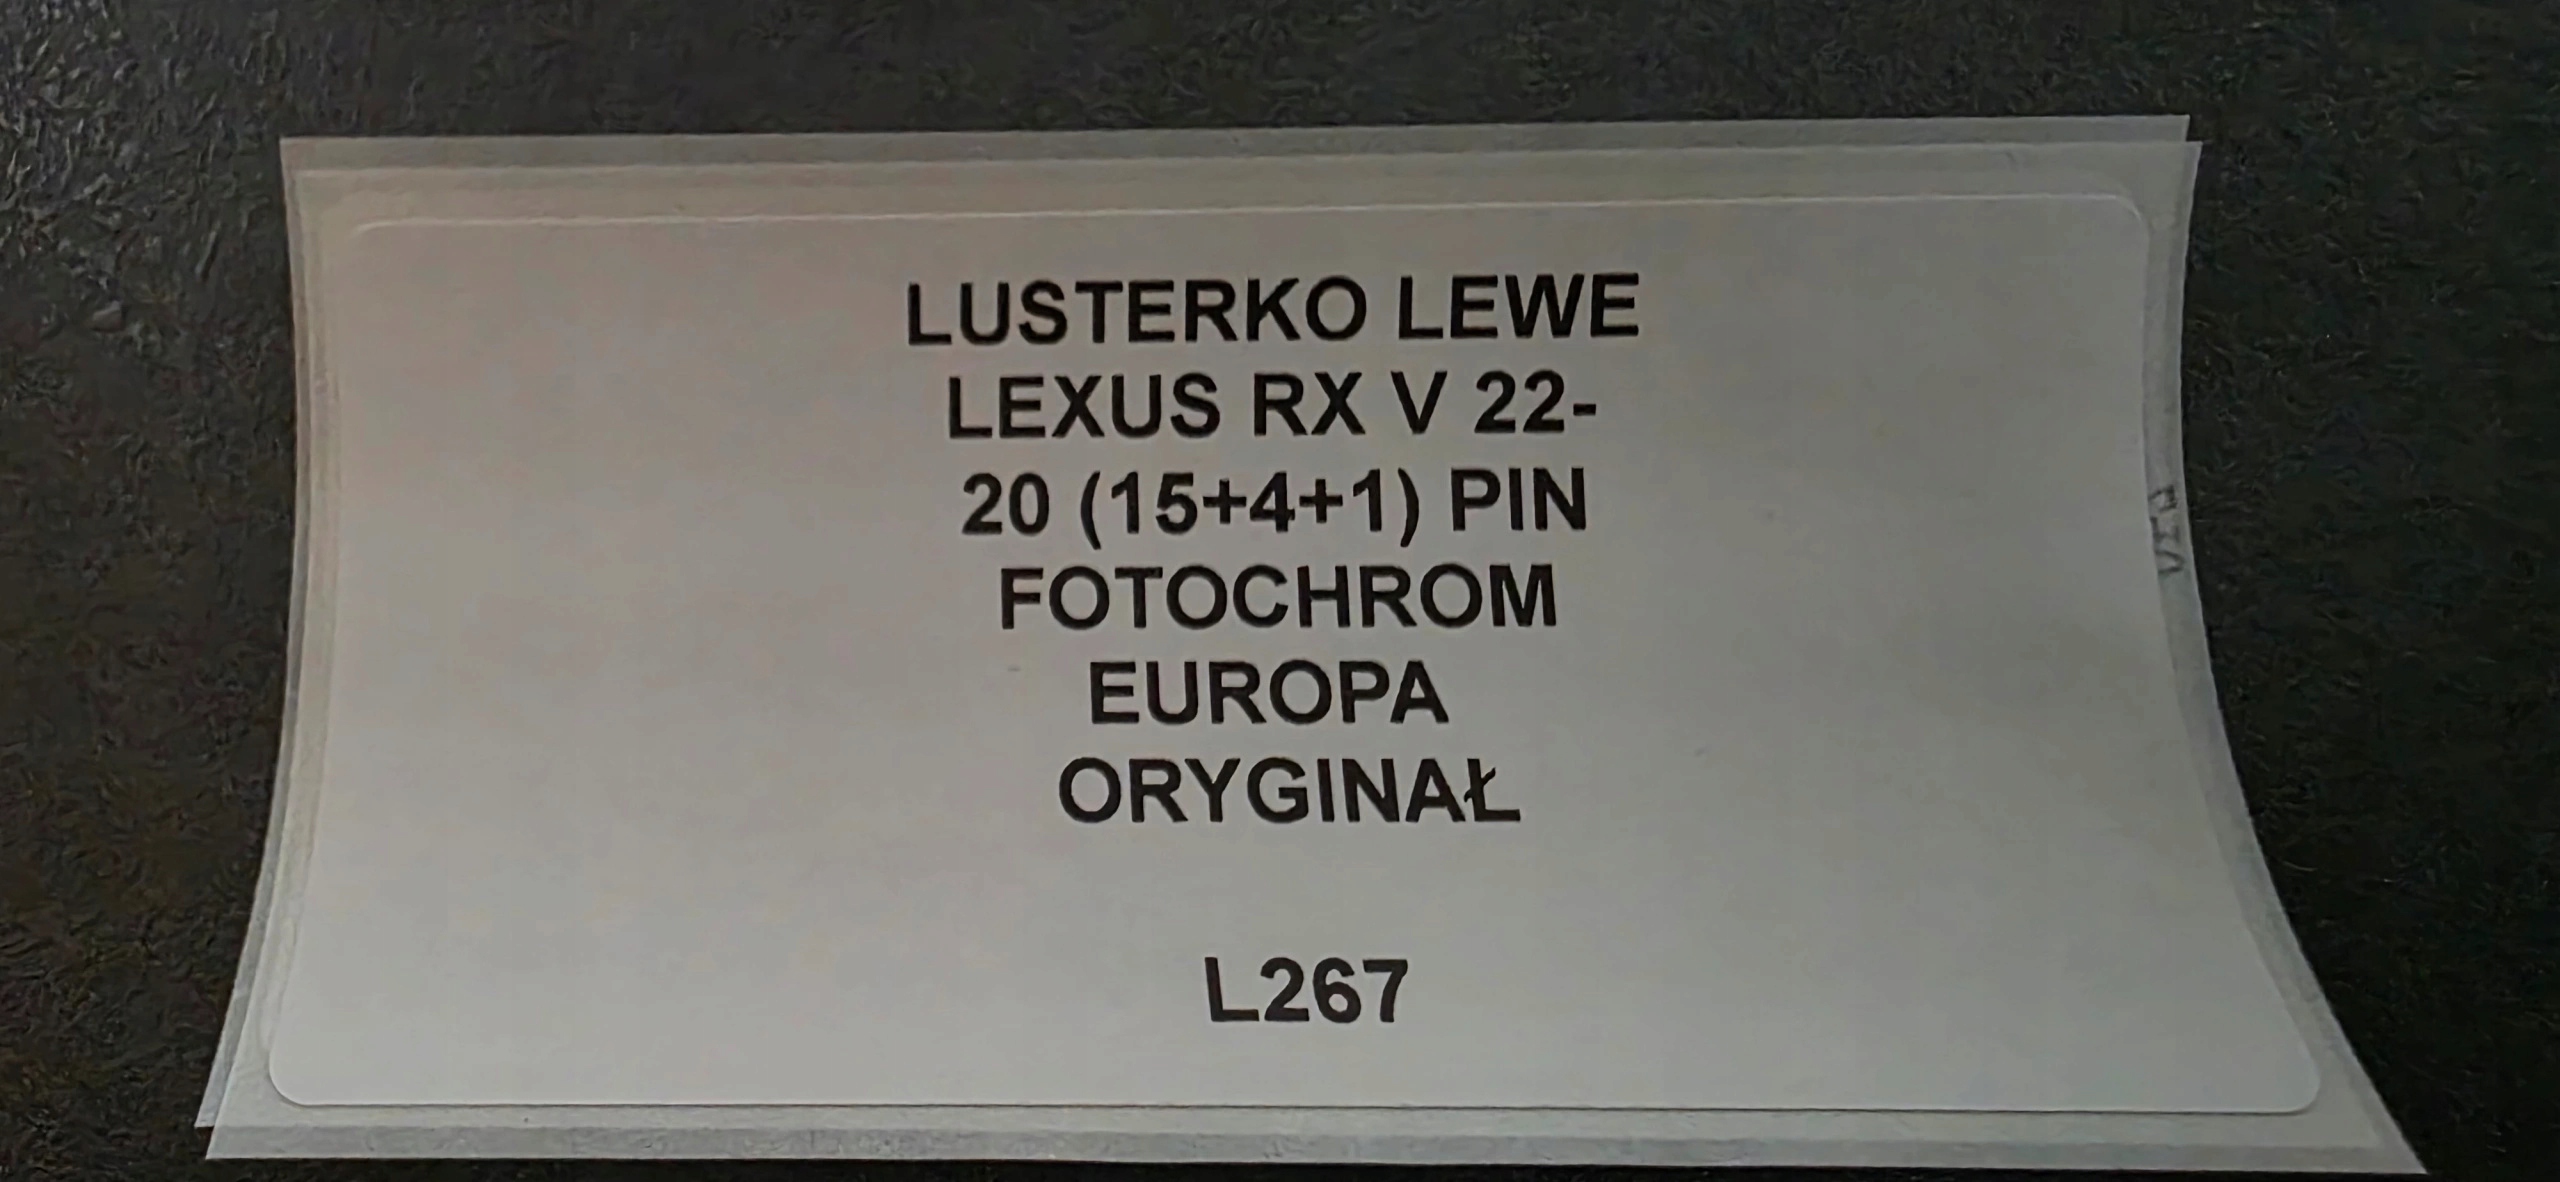 LUSTERKO LEWE
LEXUS RX V 22-
20 (15+4+1) PIN
FOTOCHROM
EUROPA
ORYGINAŁ
L267